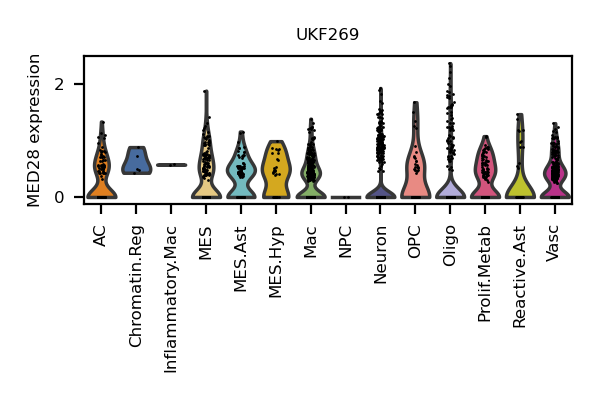 UKF269
MED28 expression
2
0
AC
Chromatin.Reg
Inflammatory.Mac
MES
MES.Ast
MES.Hyp
Mac
NPC
Neuron
OPC
Oligo
Prolif.Metab
Reactive.Ast
Vasc